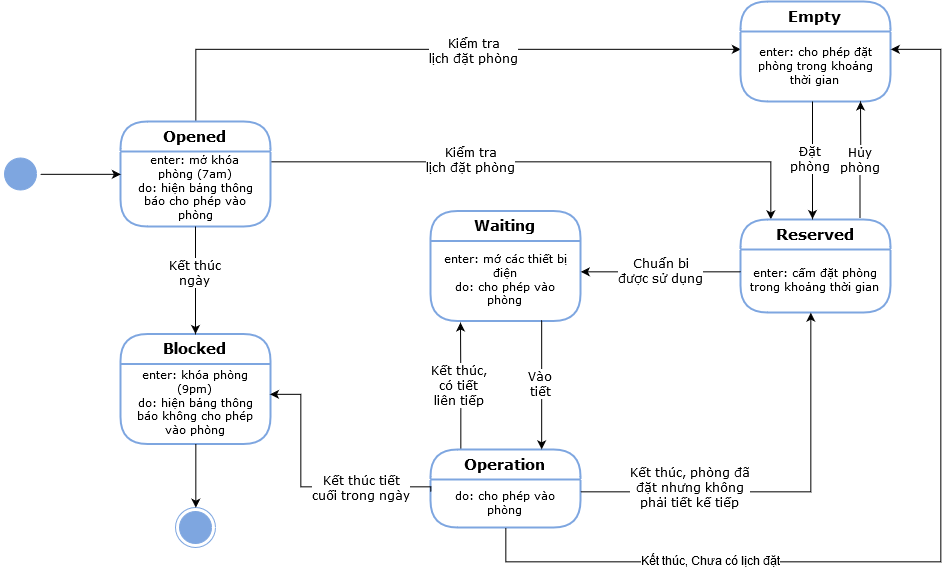 Empty
enter: cho phép đặt
phòng trong khoảng
thời gian
Kiểm tra
lịch đặt phòng
Opened
enter: mở khóa
phòng (7am)
do: hiện bảng thông
báo cho phép vào
phòng
Kiểm tra
lịch đặt phòng
Đặt
phòng
Hủy
phòng
Waiting
enter: mở các thiết bị
điện
do: cho phép vào
phòng
Reserved
enter: cấm đặt phòng
trong khoảng thời gian
Chuẩn bi
được sử dụng
Kết thúc
ngày
Blocked
enter: khóa phòng
(9pm)
do: hiện bảng thông
báo không cho phép
vào phòng
Kết thúc,
có tiết
liên tiếp
Vào
tiết
Operation
do: cho phép vào
phòng
Kết thúc tiết
cuối trong ngày
Kết thúc, phòng đã
đặt nhưng không
phải tiết kế tiếp
Kết thúc, Chưa có lịch đặt